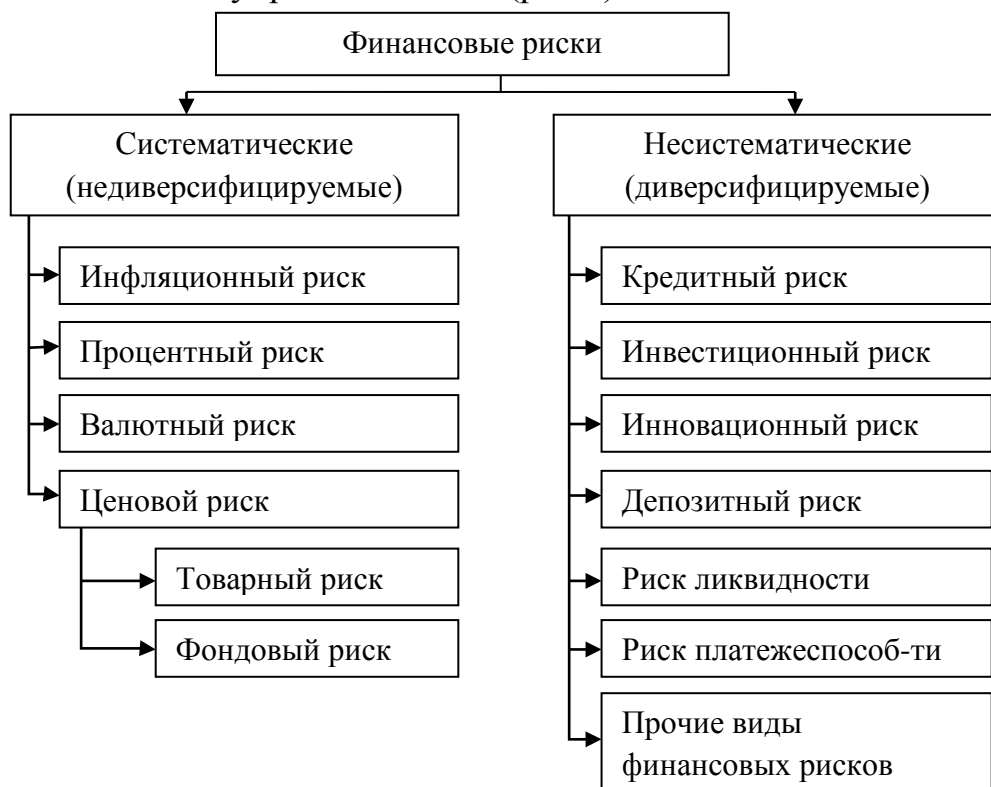 Финансовые риски
Систематические
(недиверсифицируемые)
Инфляционный риск
Процентный риск
Валютный риск
Ценовой риск
Товарный риск
Фондовый риск
Несистематические
(диверсифицируемые)
Кредитный риск
Инвестиционный риск
Инновационный риск
Депозитный риск
Риск ликвидности
Риск платежеспособ-ти
Прочие виды
финансовых рисков